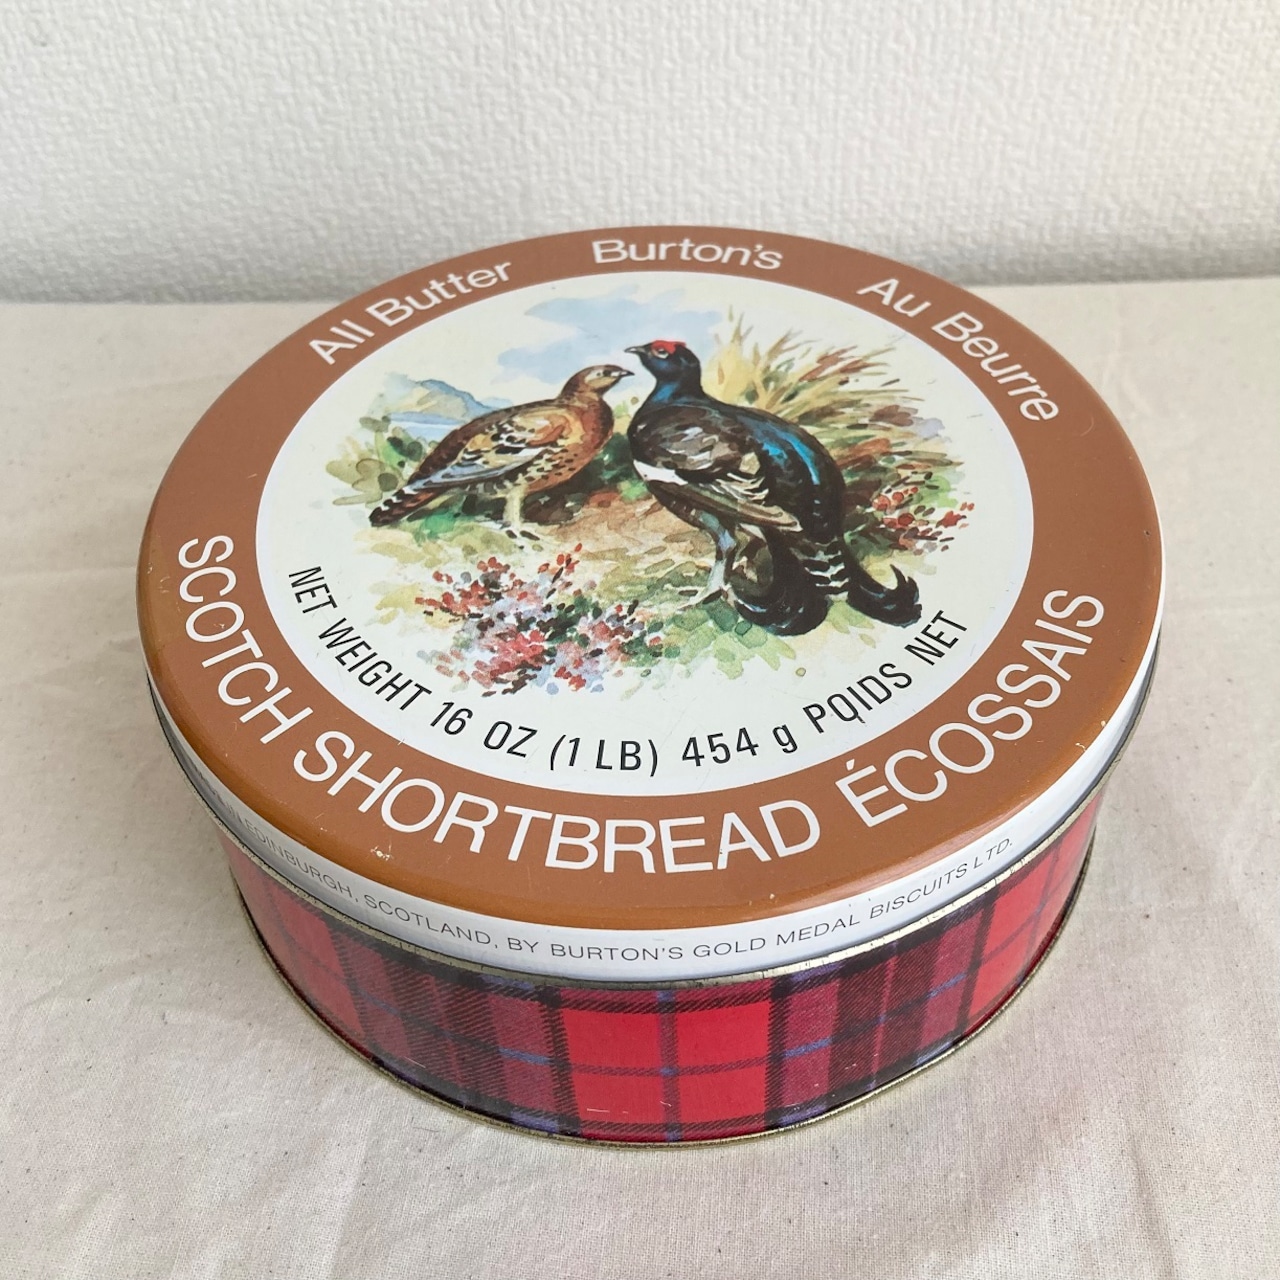 All Butter Burton's Au Beurre
SCOTCH SHORTBREAD ÉCOSSAIS
NET WEIGHT 16 OZ (1 LB) 454 g POIDS NET
IN EDINBURGH, SCOTLAND, BY BURTON'S GOLD MEDAL BISCUITS LTD.